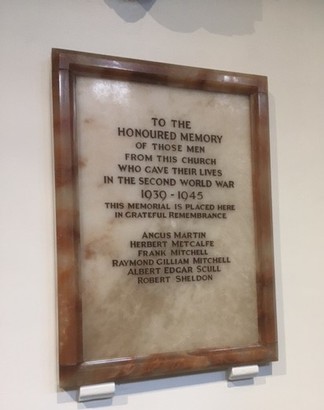 TO THE
HONOURED MEMORY
OF THOSE MEN
FROM THIS CHURCH
WHO GAVE THEIR LIVES
IN THE SECOND WORLD WAR
1939 - 1945
THIS MEMORIAL IS PLACED HERE
IN GRATEFUL REMEMBRANCE
ANGUS MARTIN
HERBERT METCALFE
FRANK MITCHELL
RAYMOND GILLIAM MITCHELL
ALBERT EDGAR SCULL
ROBERT SHELDON